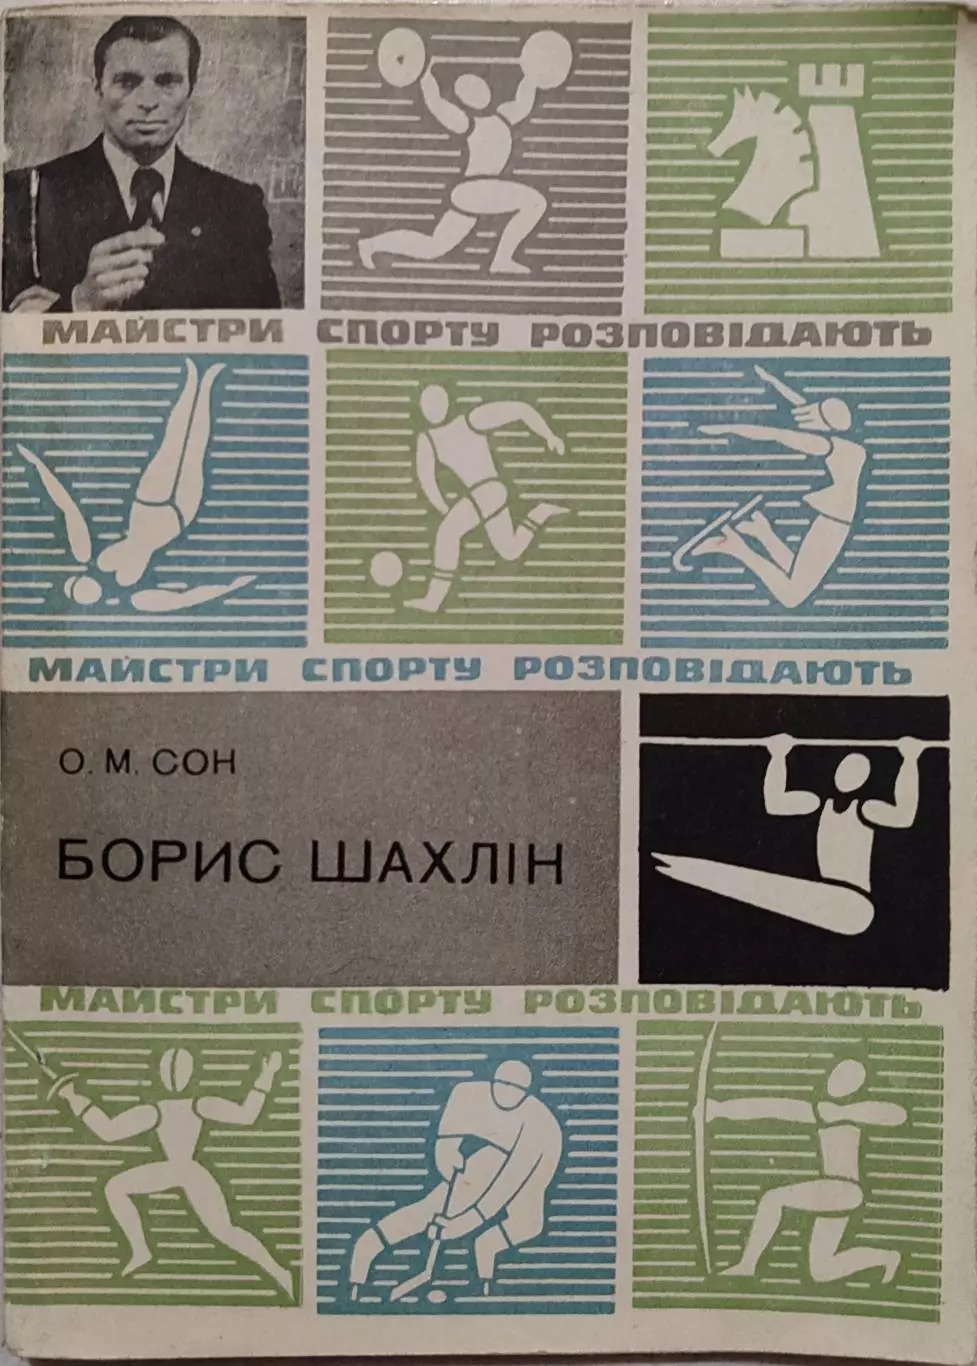 МАЙСТРИ СПОРТУ РОЗПОВІДАЮТЬ
МАЙСТРИ СПОРТУ РОЗПОВІДАЮТЬ
О. М. СОН
БОРИС ШАХЛІН
МАЙСТРИ СПОРТУ РОЗПОВІДАЮТЬ